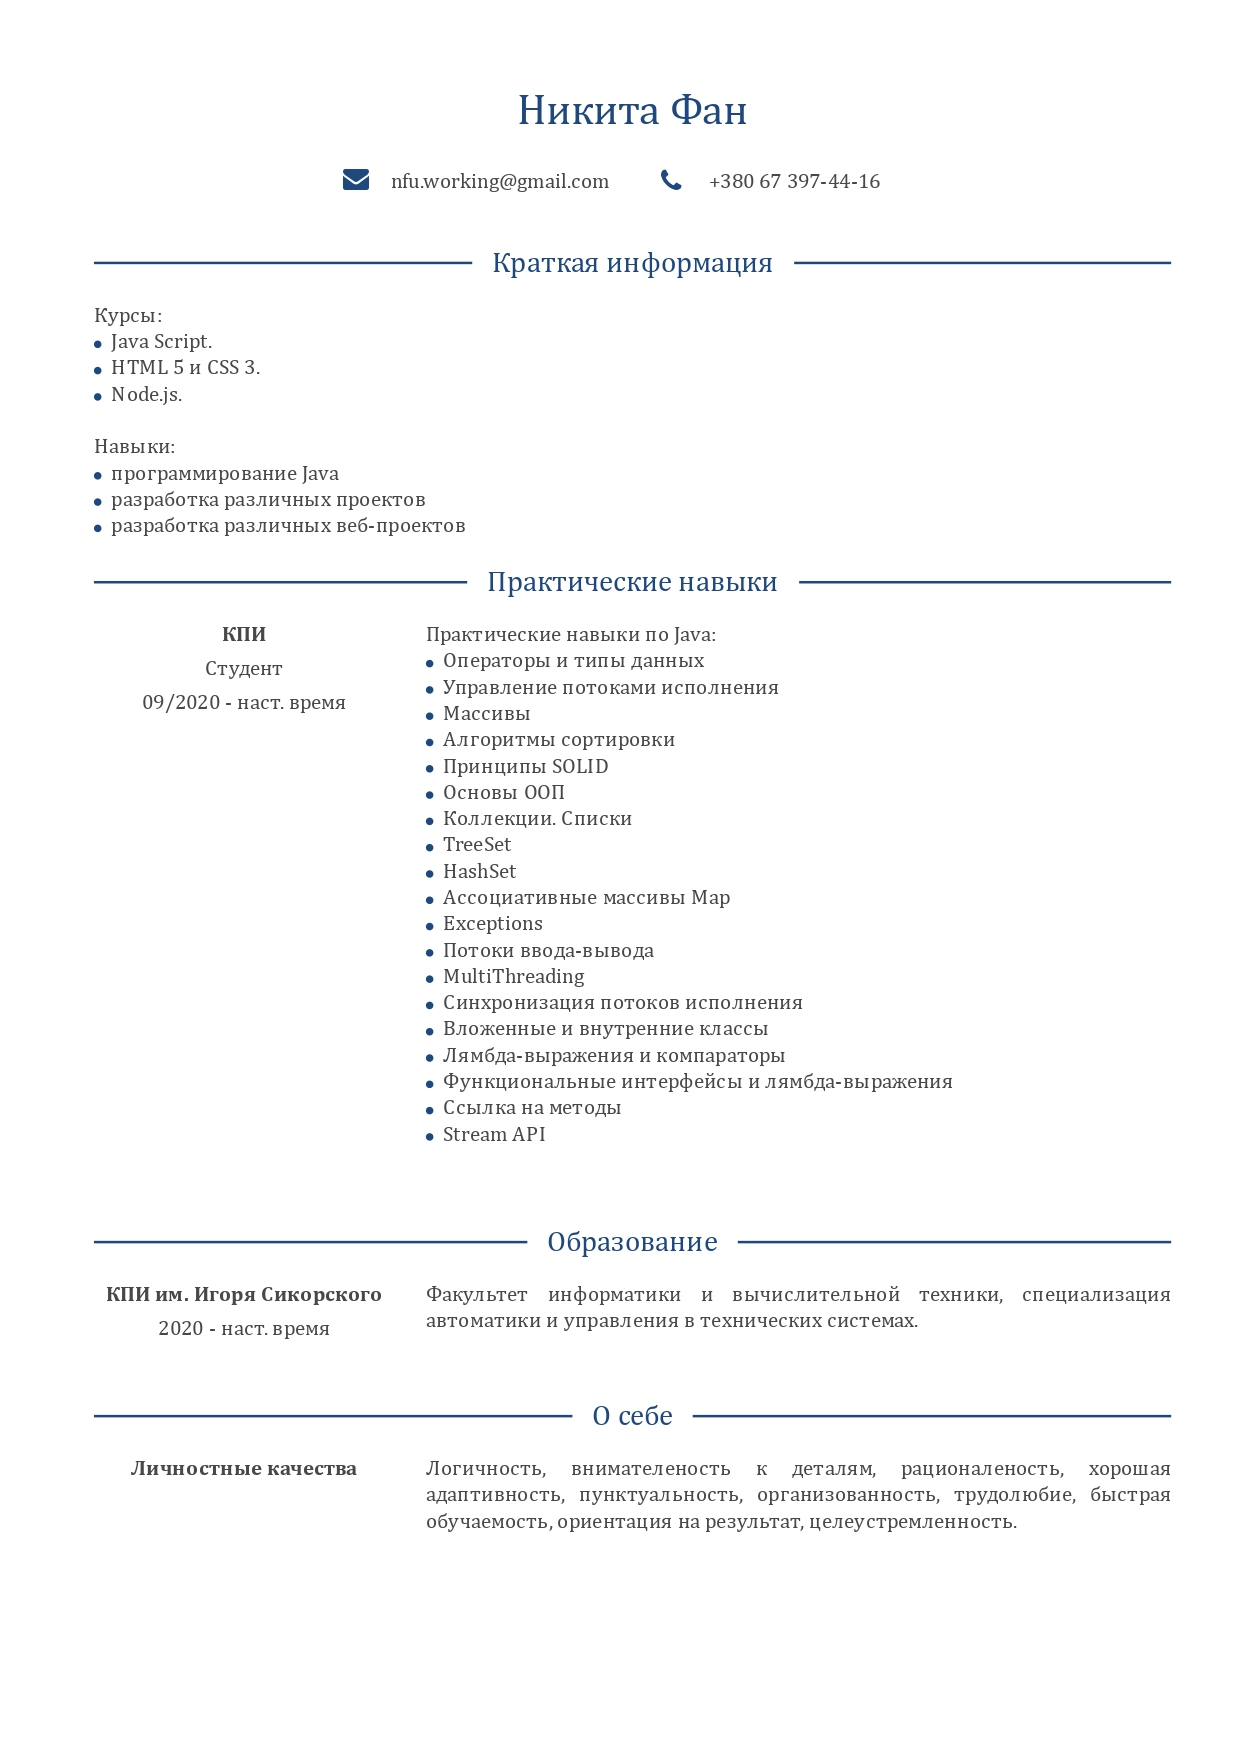 Никита Фан
nfu.working@gmail.com +380 67 397-44-16
Краткая информация
Курсы:
• Java Script.
• HTML 5 и CSS 3.
• Node.js.
Навыки:
• программирование Java
• разработка различных проектов
• разработка различных веб-проектов
Практические навыки
КПИ
Студент
09/2020 - наст. время
Практические навыки по Java:
• Операторы и типы данных
• Управление потоками исполнения
• Массивы
• Алгоритмы сортировки
• Принципы SOLID
• Основы ООП
• Коллекции. Списки
• TreeSet
• HashSet
• Ассоциативные массивы Map
• Exceptions
• Потоки ввода-вывода
• MultiThreading
• Синхронизация потоков исполнения
• Вложенные и внутренние классы
• Лямбда-выражения и компараторы
• Функциональные интерфейсы и лямбда-выражения
• Ссылка на методы
• Stream API
Образование
КПИ им. Игоря Сикорского
2020 - наст. время
Факультет информатики и вычислительной техники, специализация
автоматики и управления в технических системах.
О себе
Личностные качества
Логичность, внимателеность к деталям, рационаленость, хорошая
адаптивность, пунктуальность, организованность, трудолюбие, быстрая
обучаемость, ориентация на результат, целеустремленность.